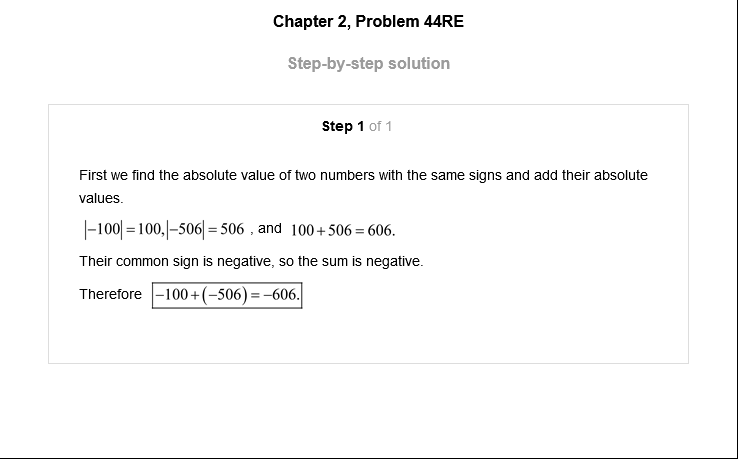 Chapter 2, Problem 44RE
Step-by-step solution
Step 1 of 1
First we find the absolute value of two numbers with the same signs and add their absolute
values.
|−100| = 100, |−506| = 506 , and 100 + 506 = 606.
Their common sign is negative, so the sum is negative.
Therefore −100 + (−506) = −606.